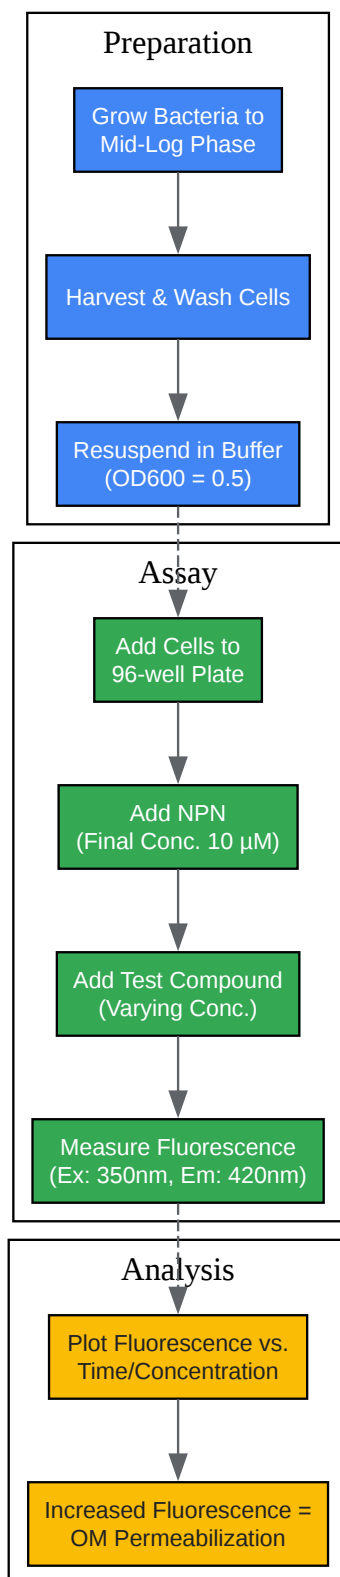 Preparation
Grow Bacteria to
Mid-Log Phase
Harvest & Wash Cells
Resuspend in Buffer
(OD600 = 0.5)
Assay
Add Cells to
96-well Plate
Add NPN
(Final Conc. 10 µM)
Add Test Compound
(Varying Conc.)
Measure Fluorescence
(Ex: 350nm, Em: 420nm)
Analysis
Plot Fluorescence vs.
Time/Concentration
Increased Fluorescence =
OM Permeabilization